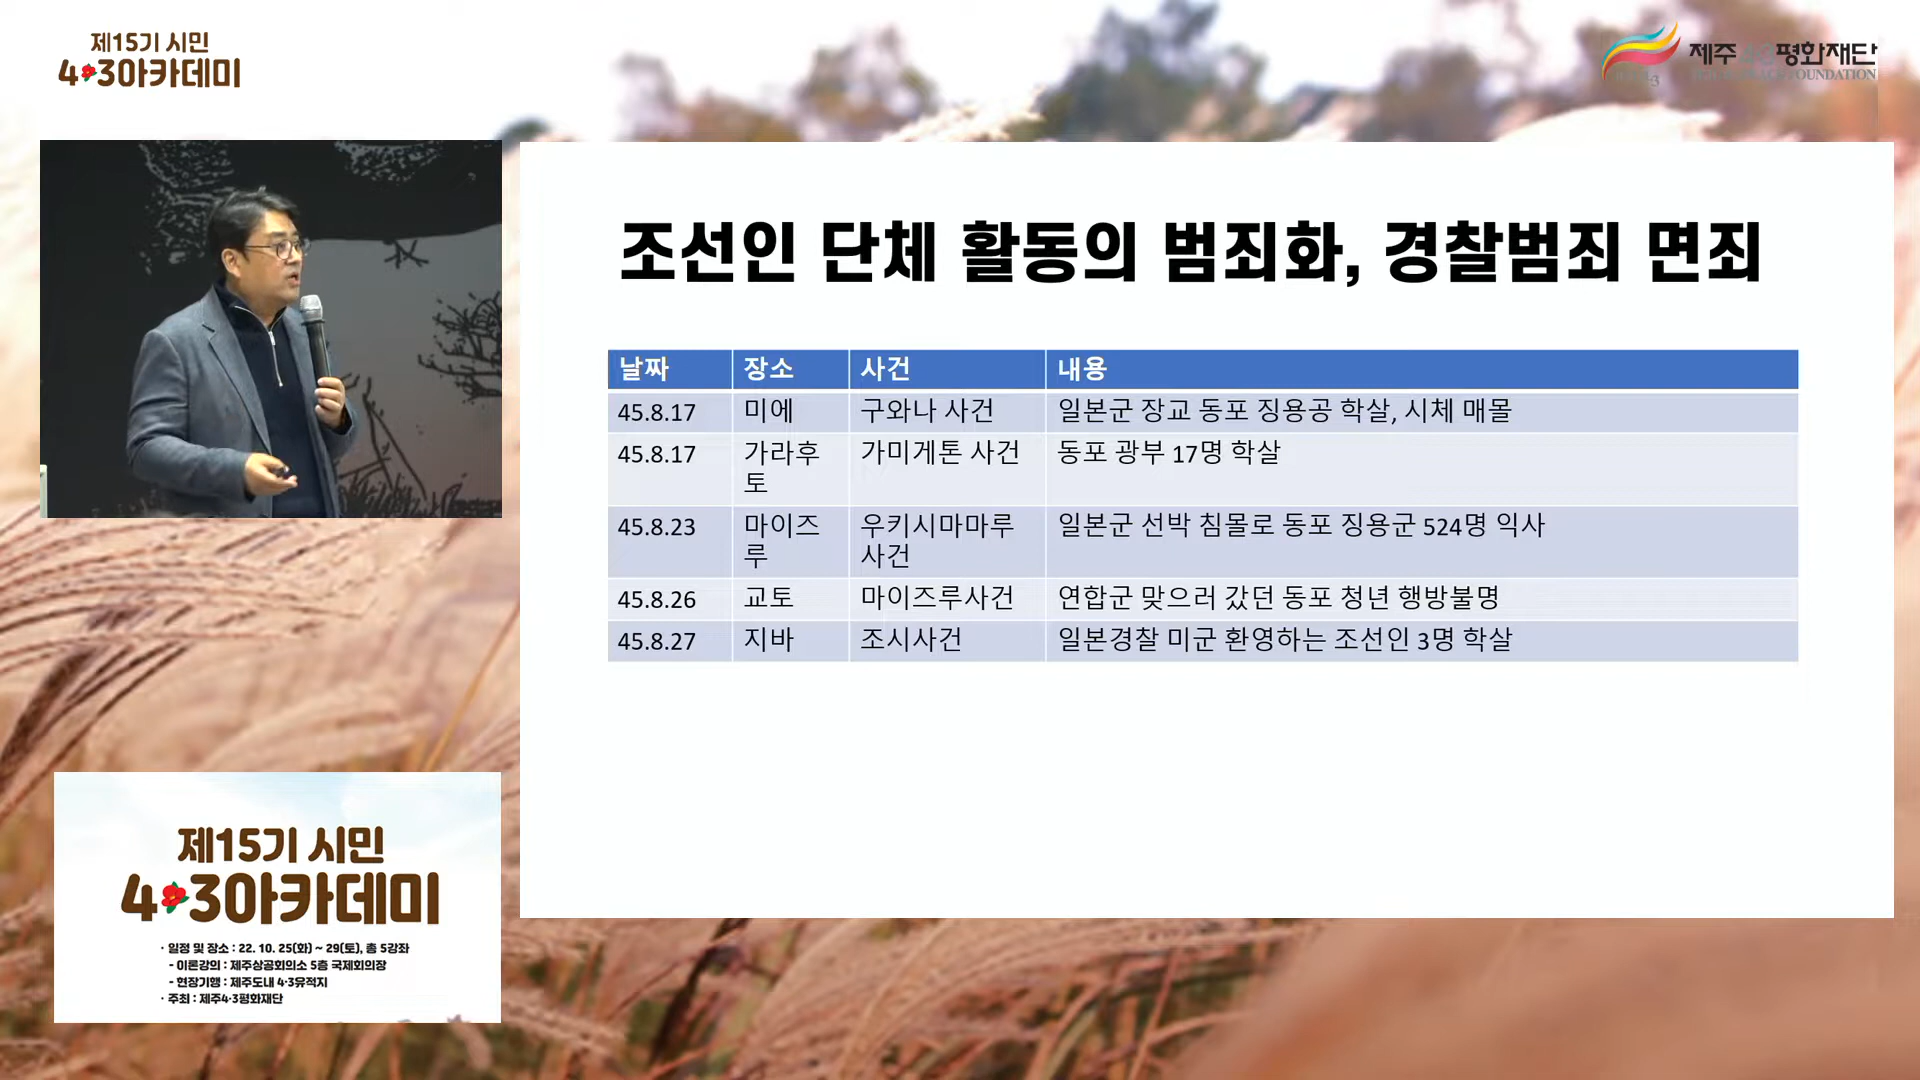 제15기 시민
4·3아카데미
제주4·3평화재단
조선인 단체 활동의 범죄화, 경찰범죄 면죄
날짜 장소 사건 내용
45.8.17 미에 구와나 사건 일본군 장교 동포 징용공 학살, 시체 매몰
45.8.17 가라후토 가미게톤 사건 동포 광부 17명 학살
45.8.23 마이즈루 우키시마마루 사건 일본군 선박 침몰로 동포 징용군 524명 익사
45.8.26 교토 마이즈루사건 연합군 맞으러 갔던 동포 청년 행방불명
45.8.27 지바 조시사건 일본경찰 미군 환영하는 조선인 3명 학살
제15기 시민
4·3아카데미
· 일정 및 장소 : 22. 10. 25(화) ~ 29(토), 총 5강좌
- 이론강의 : 제주상공회의소 5층 국제회의장
- 현장기행 : 제주도내 4·3유적지
· 주최 : 제주4·3평화재단